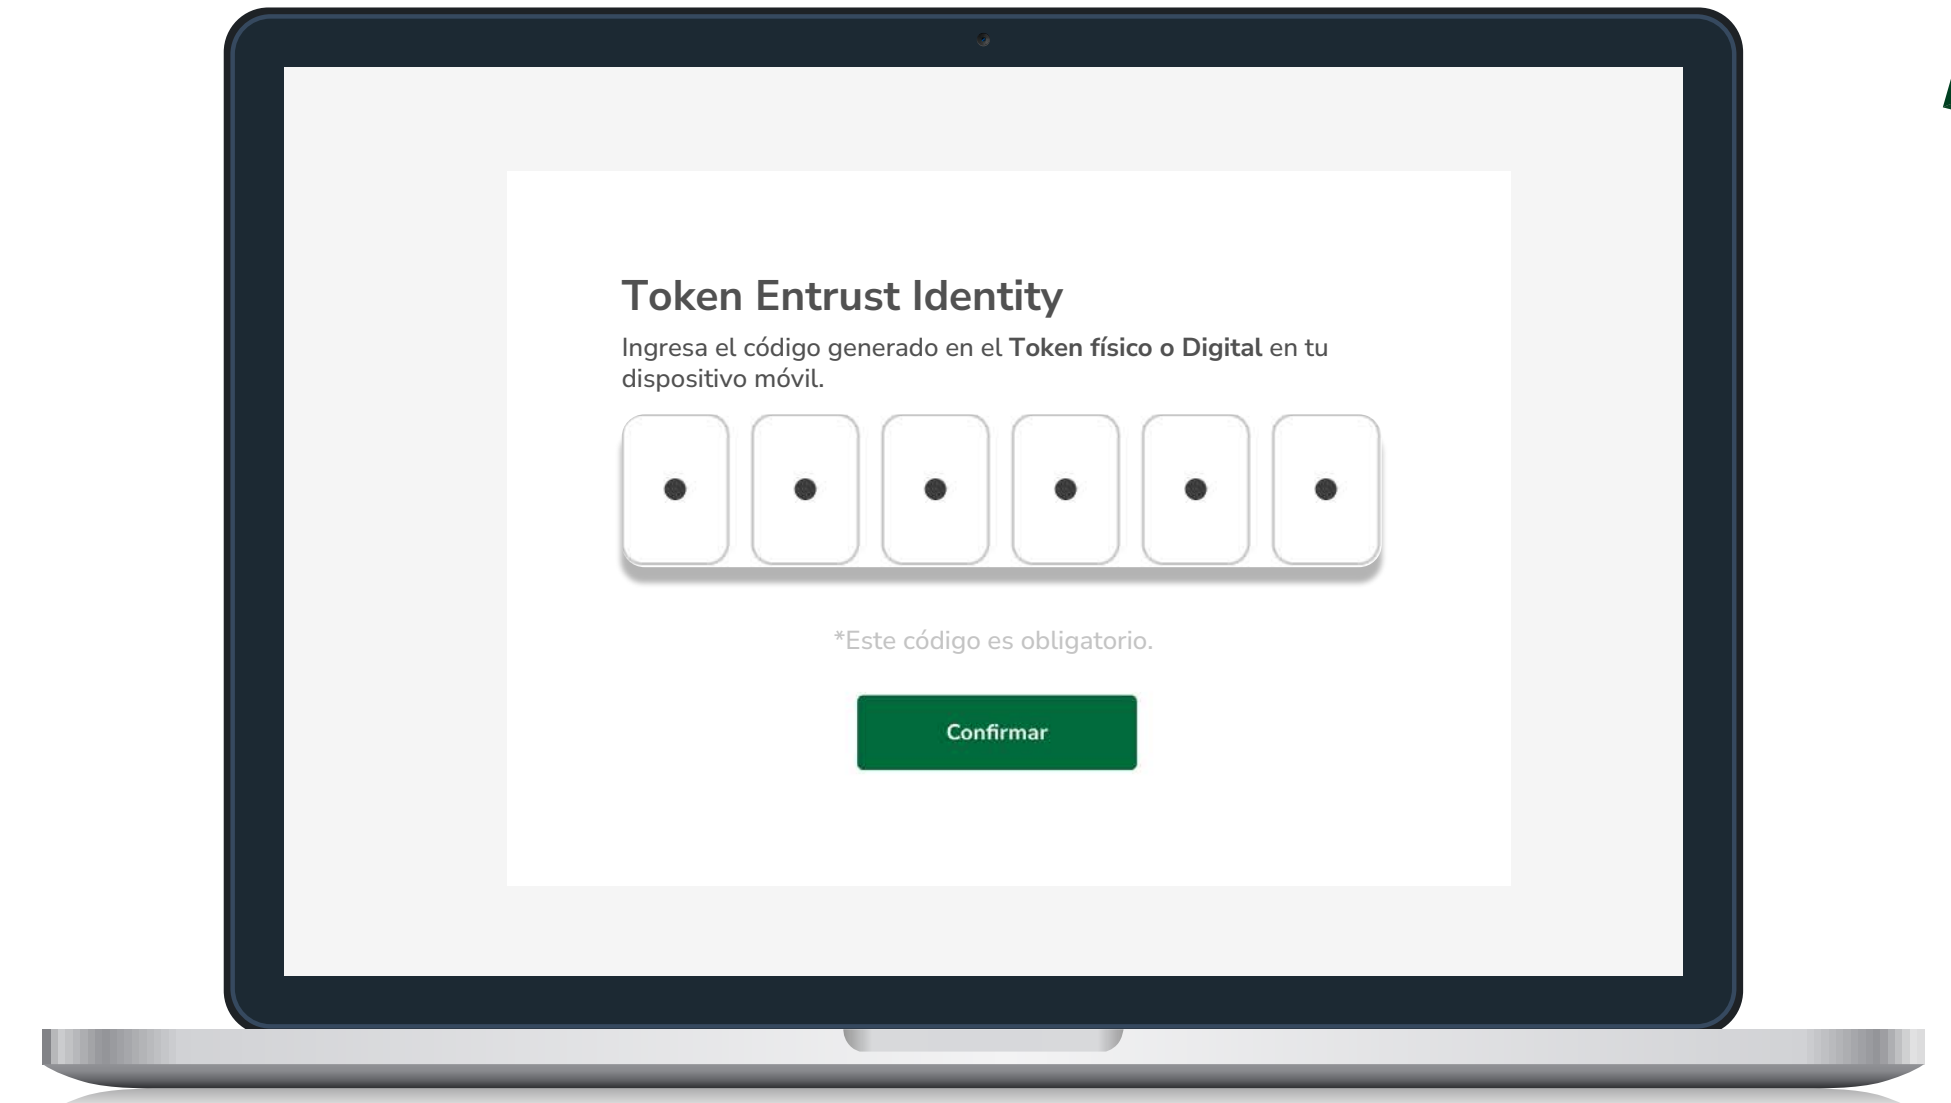 Token Entrust Identity
Ingresa el código generado en el Token físico o Digital en tu
dispositivo móvil.
*Este código es obligatorio.
Confirmar